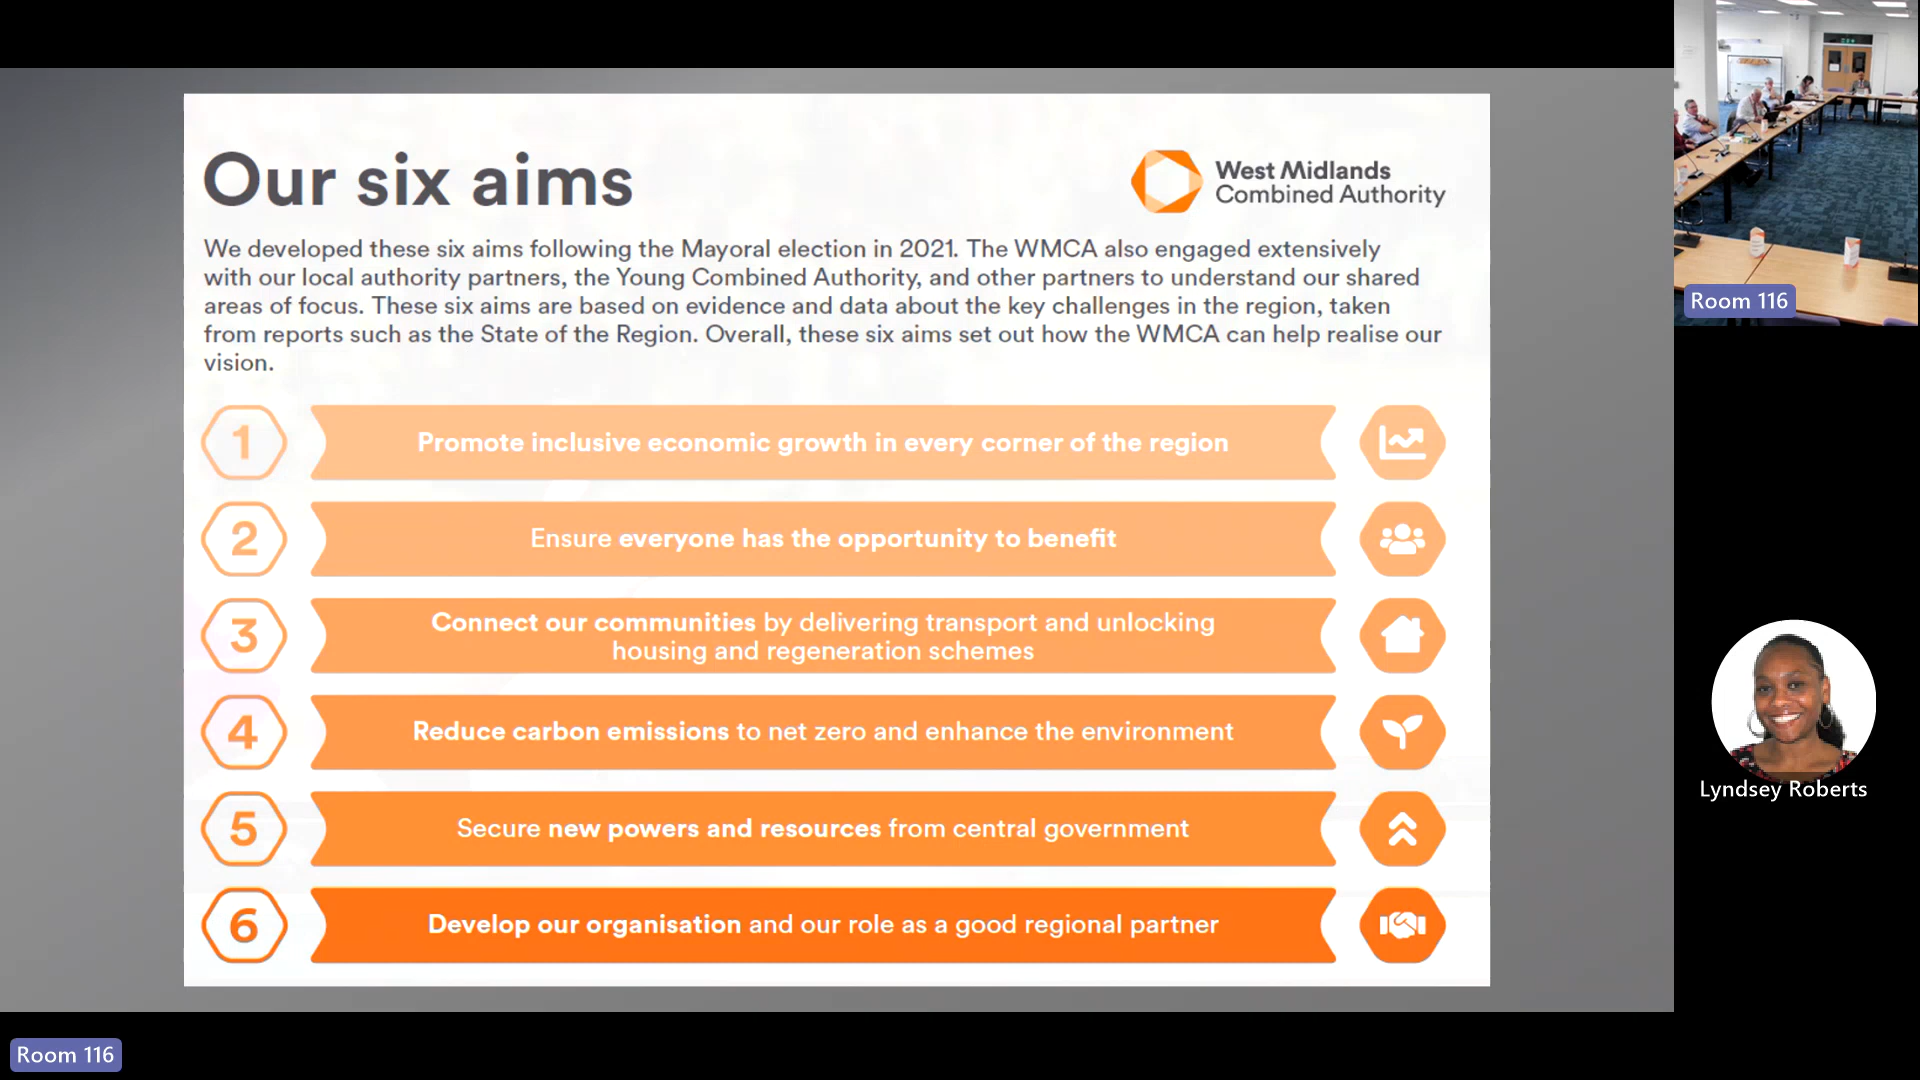 Our six aims
West Midlands
Combined Authority
We developed these six aims following the Mayoral election in 2021. The WMCA also engaged extensively
with our local authority partners, the Young Combined Authority, and other partners to understand our shared
areas of focus. These six aims are based on evidence and data about the key challenges in the region, taken
from reports such as the State of the Region. Overall, these six aims set out how the WMCA can help realise our
vision.
1
Promote inclusive economic growth in every corner of the region
2
Ensure everyone has the opportunity to benefit
3
Connect our communities by delivering transport and unlocking
housing and regeneration schemes
4
Reduce carbon emissions to net zero and enhance the environment
5
Secure new powers and resources from central government
6
Develop our organisation and our role as a good regional partner
Room 116
Lyndsey Roberts
Room 116